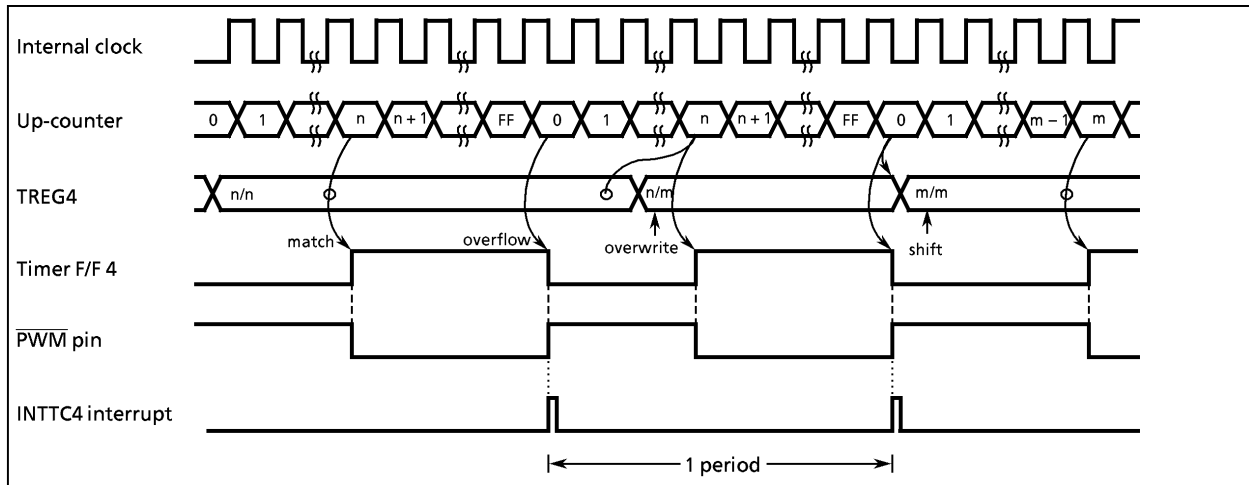 Internal clock
Up-counter 0 1 n n + 1 FF 0 1 n n + 1 FF 0 1 m − 1 m
TREG4 n/n n/m m/m
match overflow overwrite shift
Timer F/F 4
PWM pin
INTTC4 interrupt
1 period